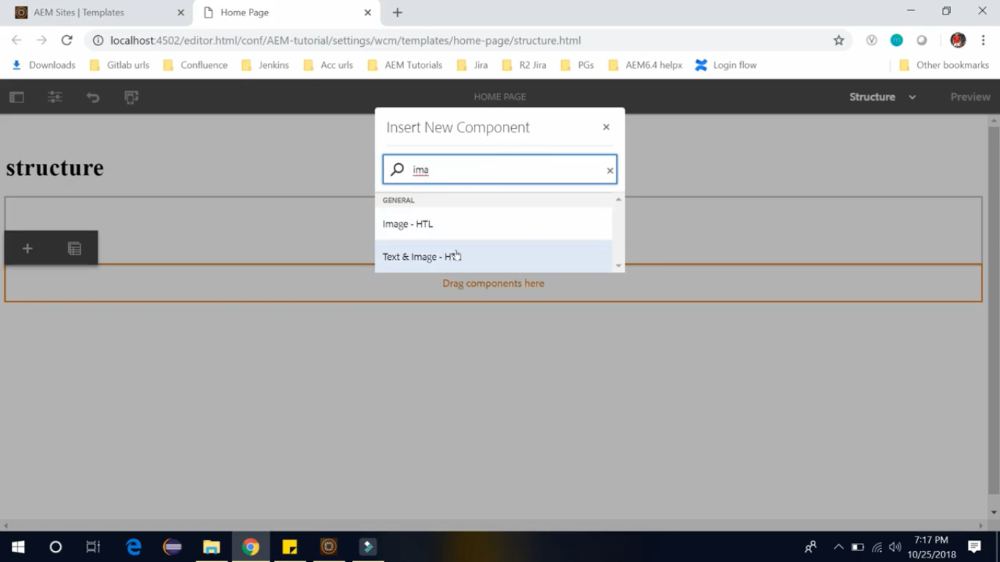 AEM Sites | Templates
Home Page
localhost:4502/editor.html/conf/AEM-tutorial/settings/wcm/templates/home-page/structure.html
Downloads Gitlab urls Confluence Jenkins Acc urls AEM Tutorials Jira R2 Jira PGs AEM6.4 helpx Login flow Other bookmarks
HOME PAGE Structure Preview
Insert New Component
structure
ima
GENERAL
Image - HTL
Text & Image - HTL
Drag components here
7:17 PM
10/25/2018